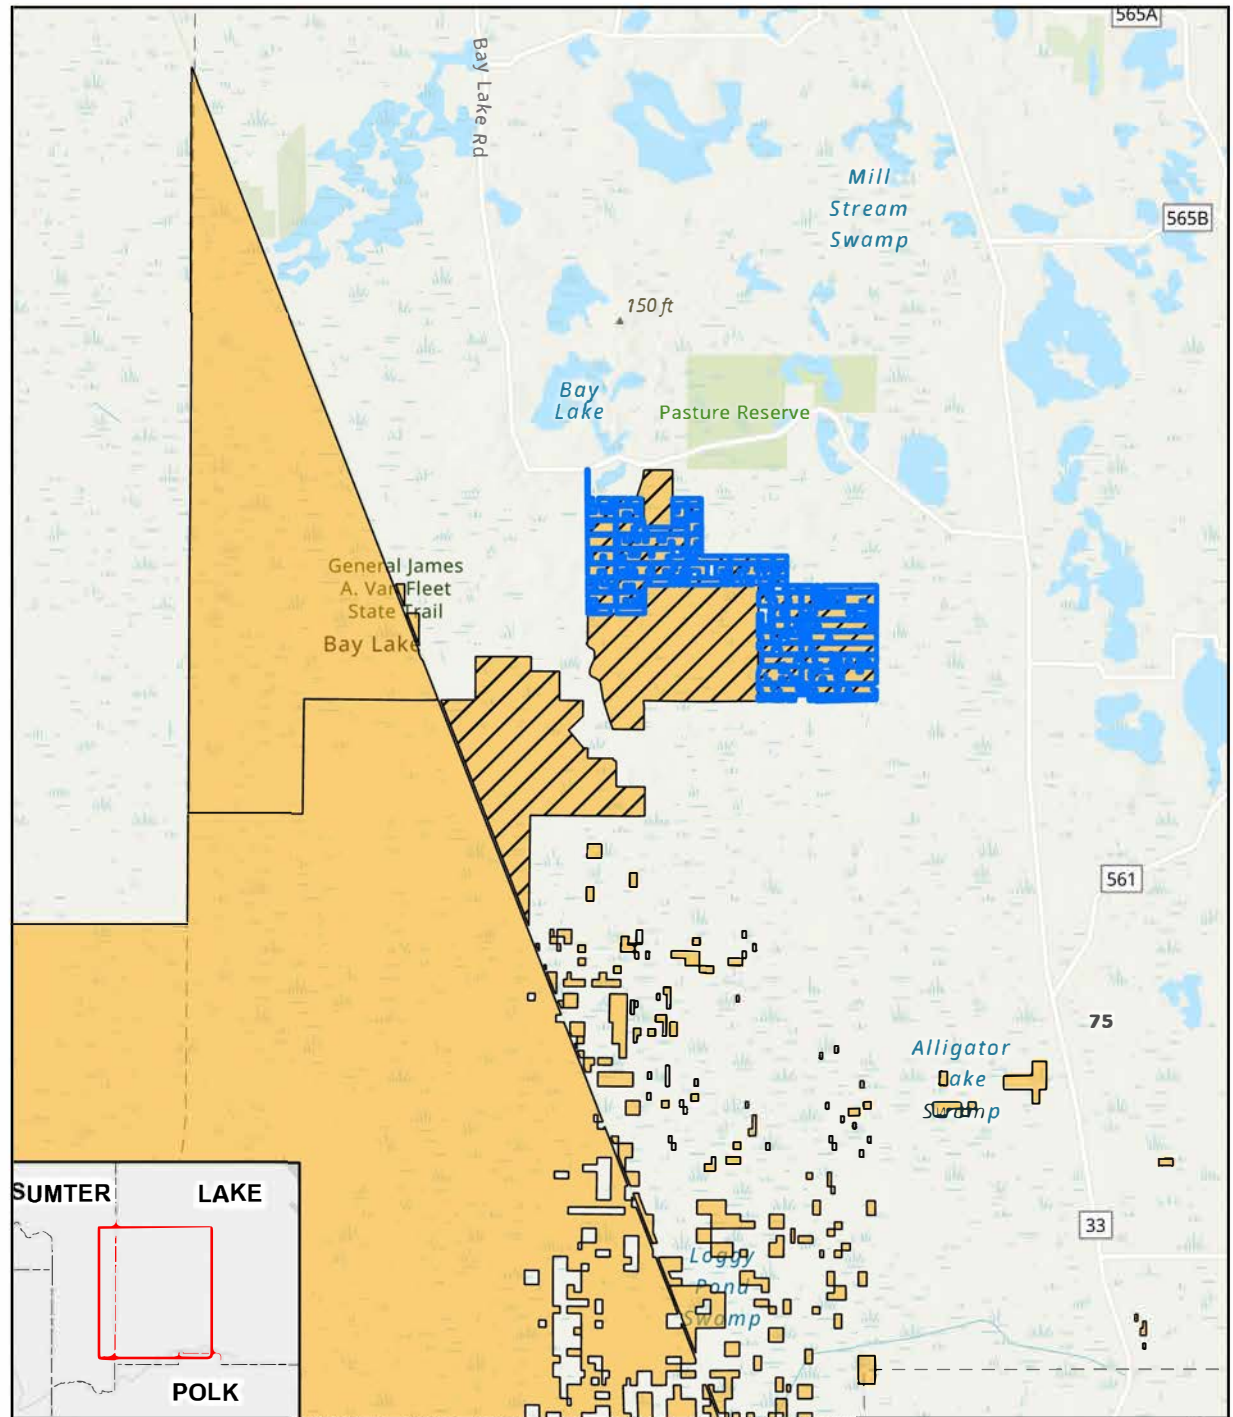 565A
Bay Lake Rd
Mill
Stream
Swamp
565B
150 ft
Bay
Lake
Pasture Reserve
General James
A. Van Fleet
State Trail
Bay Lake
561
75
Alligator
Lake
Swamp
33
Loggy
Pond
Swamp
SUMTER
LAKE
POLK